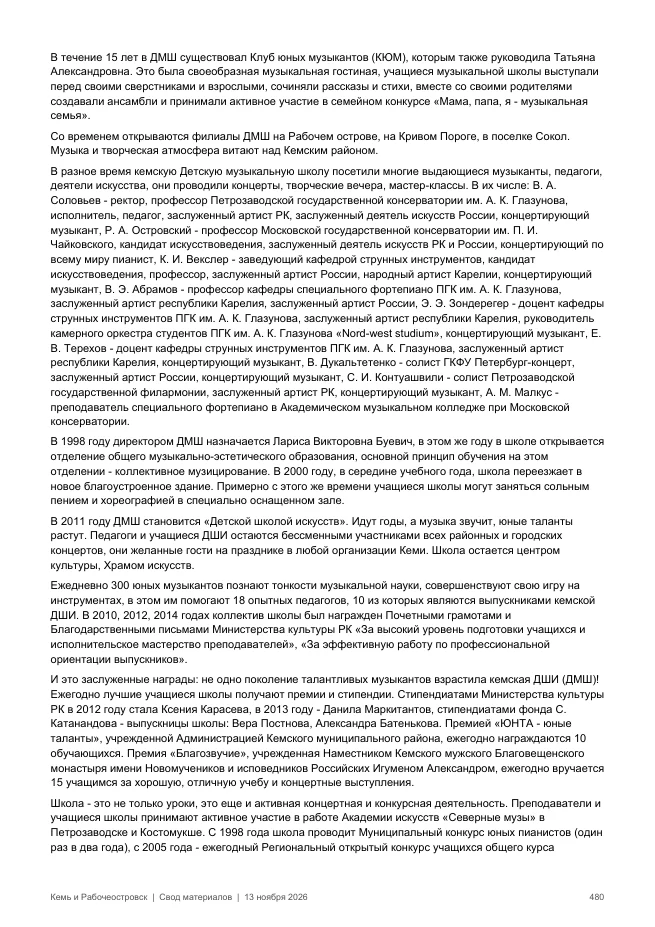 В течение 15 лет в ДМШ существовал Клуб юных музыкантов (КЮМ), которым также руководила Татьяна
Александровна. Это была своеобразная музыкальная гостиная, учащиеся музыкальной школы выступали
перед своими сверстниками и взрослыми, сочиняли рассказы и стихи, вместе со своими родителями
создавали ансамбли и принимали активное участие в семейном конкурсе «Мама, папа, я - музыкальная
семья».
Со временем открываются филиалы ДМШ на Рабочем острове, на Кривом Пороге, в поселке Сокол.
Музыка и творческая атмосфера витают над Кемским районом.
В разное время кемскую Детскую музыкальную школу посетили многие выдающиеся музыканты, педагоги,
деятели искусства, они проводили концерты, творческие вечера, мастер-классы. В их числе: В. А.
Соловьев - ректор, профессор Петрозаводской государственной консерватории им. А. К. Глазунова,
исполнитель, педагог, заслуженный артист РК, заслуженный деятель искусств России, концертирующий
музыкант, Р. А. Островский - профессор Московской государственной консерватории им. П. И.
Чайковского, кандидат искусствоведения, заслуженный деятель искусств РК и России, концертирующий по
всему миру пианист, К. И. Векслер - заведующий кафедрой струнных инструментов, кандидат
искусствоведения, профессор, заслуженный артист России, народный артист Карелии, концертирующий
музыкант, В. Э. Абрамов - профессор кафедры специального фортепиано ПГК им. А. К. Глазунова,
заслуженный артист республики Карелия, заслуженный артист России, Э. Э. Зондерегер - доцент кафедры
струнных инструментов ПГК им. А. К. Глазунова, заслуженный артист республики Карелия, руководитель
камерного оркестра студентов ПГК им. А. К. Глазунова «Nord-west studium», концертирующий музыкант, Е.
В. Терехов - доцент кафедры струнных инструментов ПГК им. А. К. Глазунова, заслуженный артист
республики Карелия, концертирующий музыкант, В. Дукальтетенко - солист ГКФУ Петербург-концерт,
заслуженный артист России, концертирующий музыкант, С. И. Контуашвили - солист Петрозаводской
государственной филармонии, заслуженный артист РК, концертирующий музыкант, А. М. Малкус -
преподаватель специального фортепиано в Академическом музыкальном колледже при Московской
консерватории.
В 1998 году директором ДМШ назначается Лариса Викторовна Буевич, в этом же году в школе открывается
отделение общего музыкально-эстетического образования, основной принцип обучения на этом
отделении - коллективное музицирование. В 2000 году, в середине учебного года, школа переезжает в
новое благоустроенное здание. Примерно с этого же времени учащиеся школы могут заняться сольным
пением и хореографией в специально оснащенном зале.
В 2011 году ДМШ становится «Детской школой искусств». Идут годы, а музыка звучит, юные таланты
растут. Педагоги и учащиеся ДШИ остаются бессменными участниками всех районных и городских
концертов, они желанные гости на празднике в любой организации Кеми. Школа остается центром
культуры, Храмом искусств.
Ежедневно 300 юных музыкантов познают тонкости музыкальной науки, совершенствуют свою игру на
инструментах, в этом им помогают 18 опытных педагогов, 10 из которых являются выпускниками кемской
ДШИ. В 2010, 2012, 2014 годах коллектив школы был награжден Почетными грамотами и
Благодарственными письмами Министерства культуры РК «За высокий уровень подготовки учащихся и
исполнительское мастерство преподавателей», «За эффективную работу по профессиональной
ориентации выпускников».
И это заслуженные награды: не одно поколение талантливых музыкантов взрастила кемская ДШИ (ДМШ)!
Ежегодно лучшие учащиеся школы получают премии и стипендии. Стипендиатами Министерства культуры
РК в 2012 году стала Ксения Карасева, в 2013 году - Данила Маркитантов, стипендиатами фонда С.
Катанандова - выпускницы школы: Вера Постнова, Александра Батенькова. Премией «ЮНТА - юные
таланты», учрежденной Администрацией Кемского муниципального района, ежегодно награждаются 10
обучающихся. Премия «Благозвучие», учрежденная Наместником Кемского мужского Благовещенского
монастыря имени Новомучеников и исповедников Российских Игуменом Александром, ежегодно вручается
15 учащимся за хорошую, отличную учебу и концертные выступления.
Школа - это не только уроки, это еще и активная концертная и конкурсная деятельность. Преподаватели и
учащиеся школы принимают активное участие в работе Академии искусств «Северные музы» в
Петрозаводске и Костомукше. С 1998 года школа проводит Муниципальный конкурс юных пианистов (один
раз в два года), с 2005 года - ежегодный Региональный открытый конкурс учащихся общего курса
Кемь и Рабочеостровск | Свод материалов | 13 ноября 2026 480